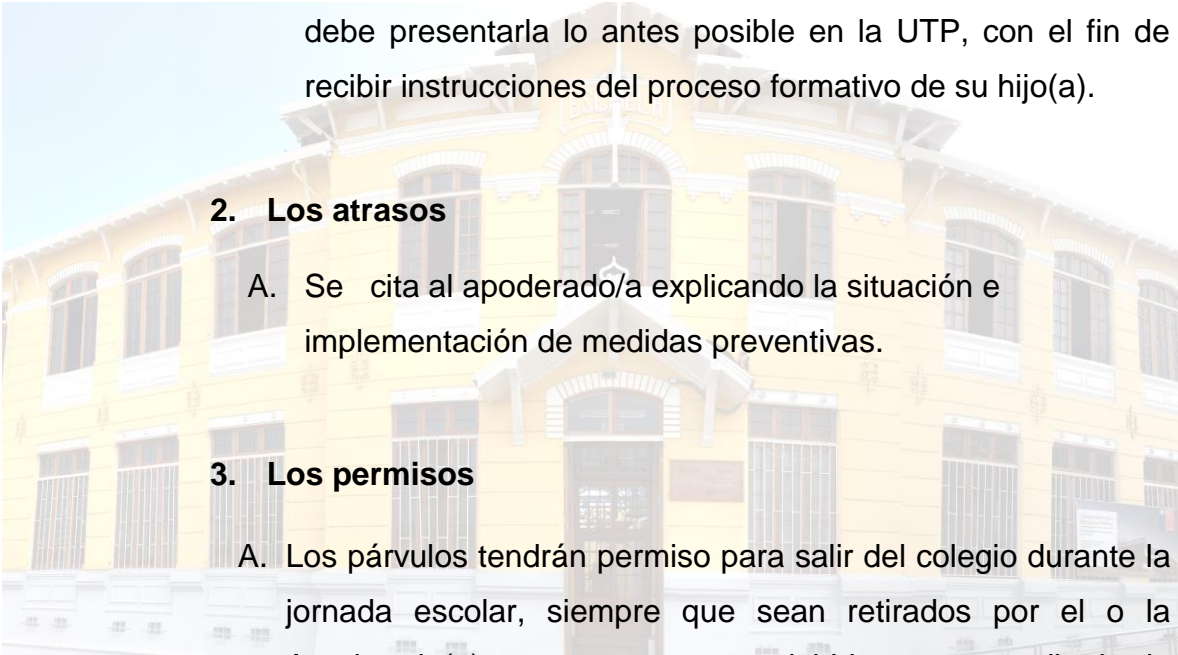 debe presentarla lo antes posible en la UTP, con el fin de
recibir instrucciones del proceso formativo de su hijo(a).
2. Los atrasos
A. Se cita al apoderado/a explicando la situación e
implementación de medidas preventivas.
3. Los permisos
A. Los párvulos tendrán permiso para salir del colegio durante la
jornada escolar, siempre que sean retirados por el o la